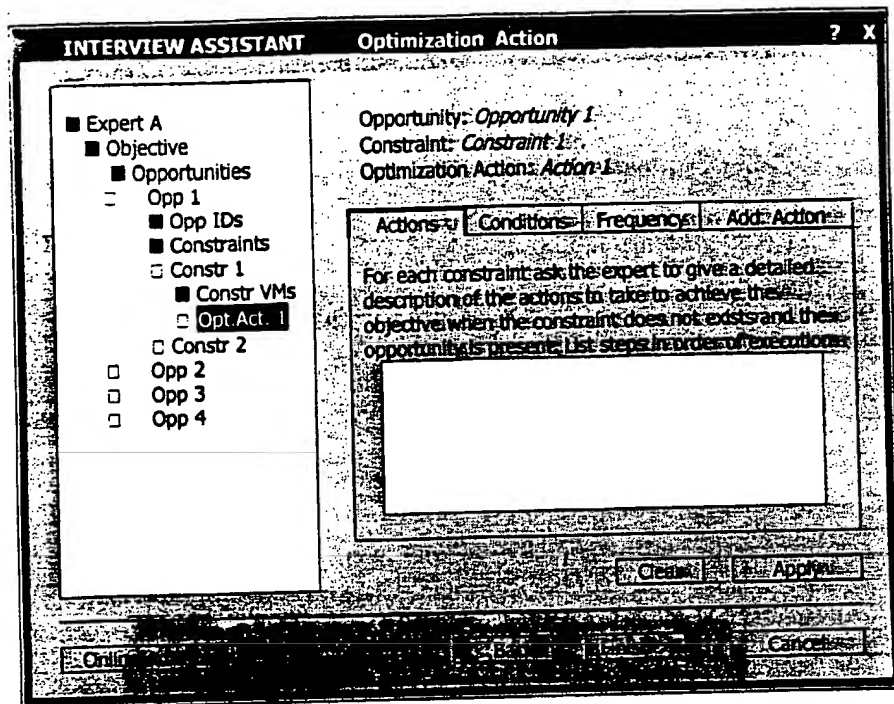 INTERVIEW ASSISTANT Optimization Action ? X
Expert A
Objective
Opportunities
Opp 1
Opp IDs
Constraints
Constr 1
Constr VMs
Opt.Act. 1
Constr 2
Opp 2
Opp 3
Opp 4
Opportunity: Opportunity 1
Constraint: Constraint 1
Optimization Action: Action 1
Actions Conditions Frequency Add Action
For each constraint ask the expert to give a detailed
description of the actions to take to achieve the
objective when the constraint does not exists and the
opportunity is present. List steps in order of execution
Clear Apply
Cancel